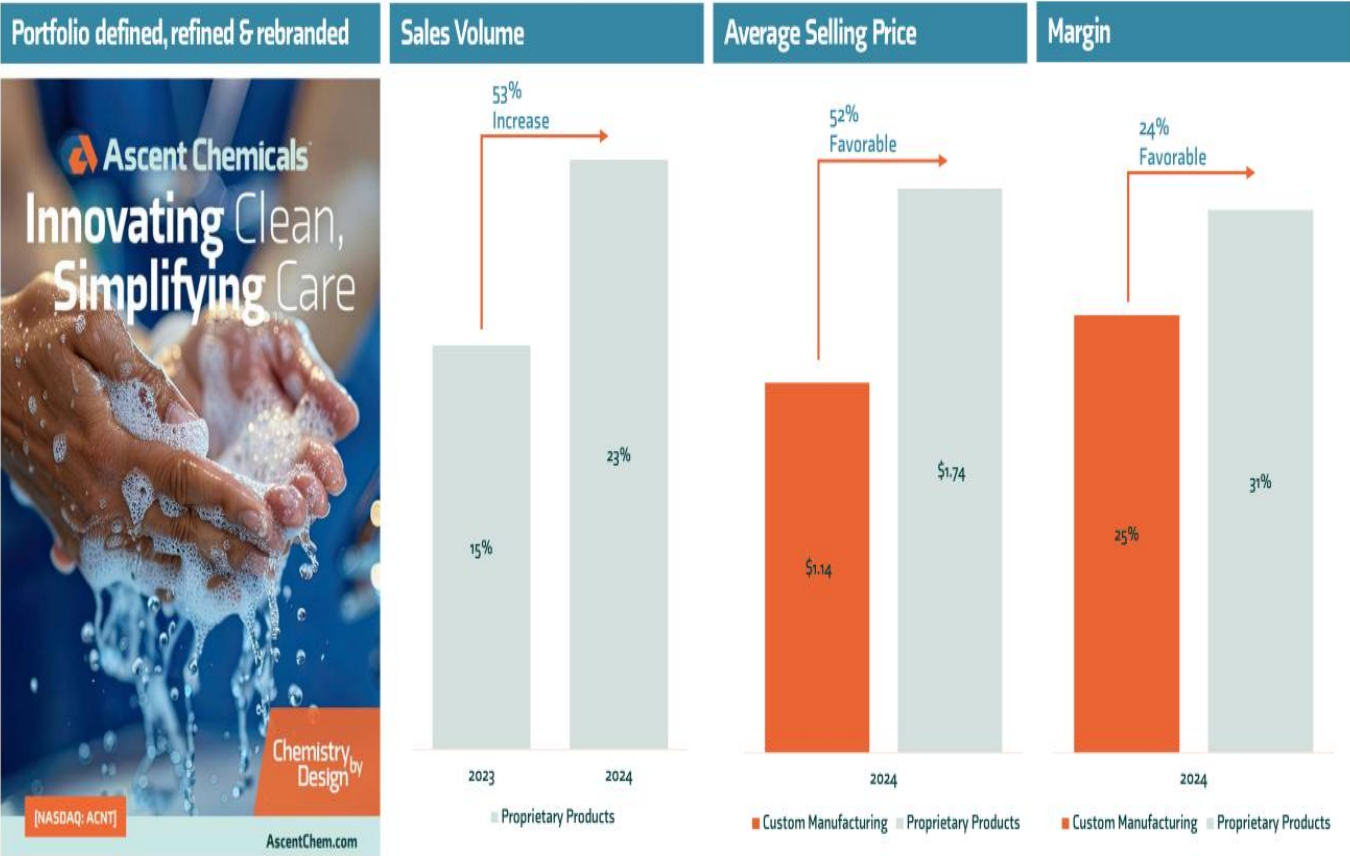 Portfolio defined, refined & rebranded
Ascent Chemicals
Innovating Clean,
Simplifying Care
Chemistry by
Design
[NASDAQ: ACNT]
AscentChem.com
Sales Volume
53%
Increase
15%
23%
2023
2024
Proprietary Products
Average Selling Price
52%
Favorable
$1.14
$1.74
2024
Custom Manufacturing
Proprietary Products
Margin
24%
Favorable
25%
31%
2024
Custom Manufacturing
Proprietary Products